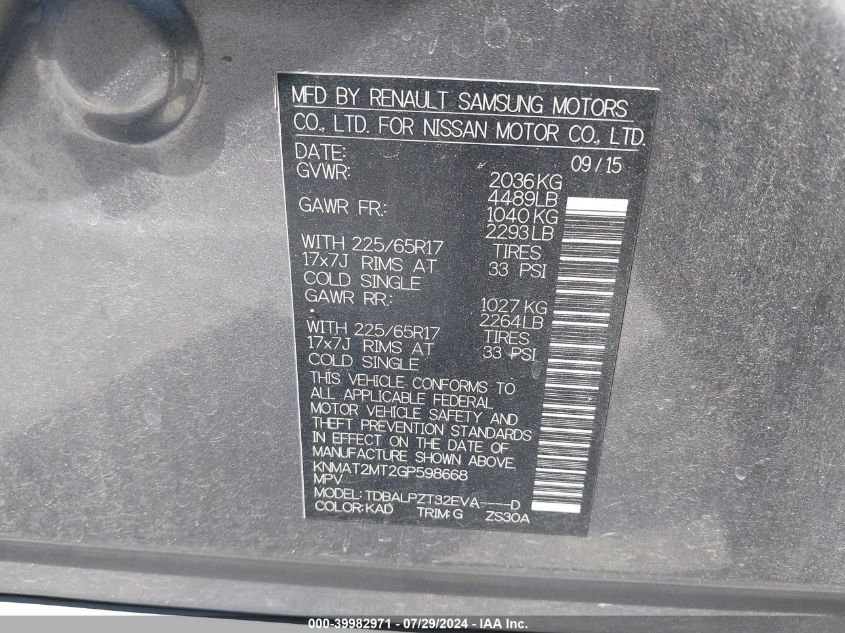 MFD BY RENAULT SAMSUNG MOTORS
CO., LTD. FOR NISSAN MOTOR CO., LTD.
DATE: 09/15
GVWR: 2036KG
4489LB
GAWR FR.: 1040KG
2293LB
WITH 225/65R17 TIRES
17x7J RIMS AT 33 PSI
COLD SINGLE
GAWR RR.: 1027KG
2264LB
WITH 225/65R17 TIRES
17x7J RIMS AT 33 PSI
COLD SINGLE
THIS VEHICLE CONFORMS TO
ALL APPLICABLE FEDERAL
MOTOR VEHICLE SAFETY AND
THEFT PREVENTION STANDARDS
IN EFFECT ON THE DATE OF
MANUFACTURE SHOWN ABOVE.
KNMAT2MT2GP598668
MPV
MODEL: TDBALPZT32EVA----D
COLOR: KAD TRIM: G ZS30A
000-39982971 - 07/29/2024 - IAA Inc.